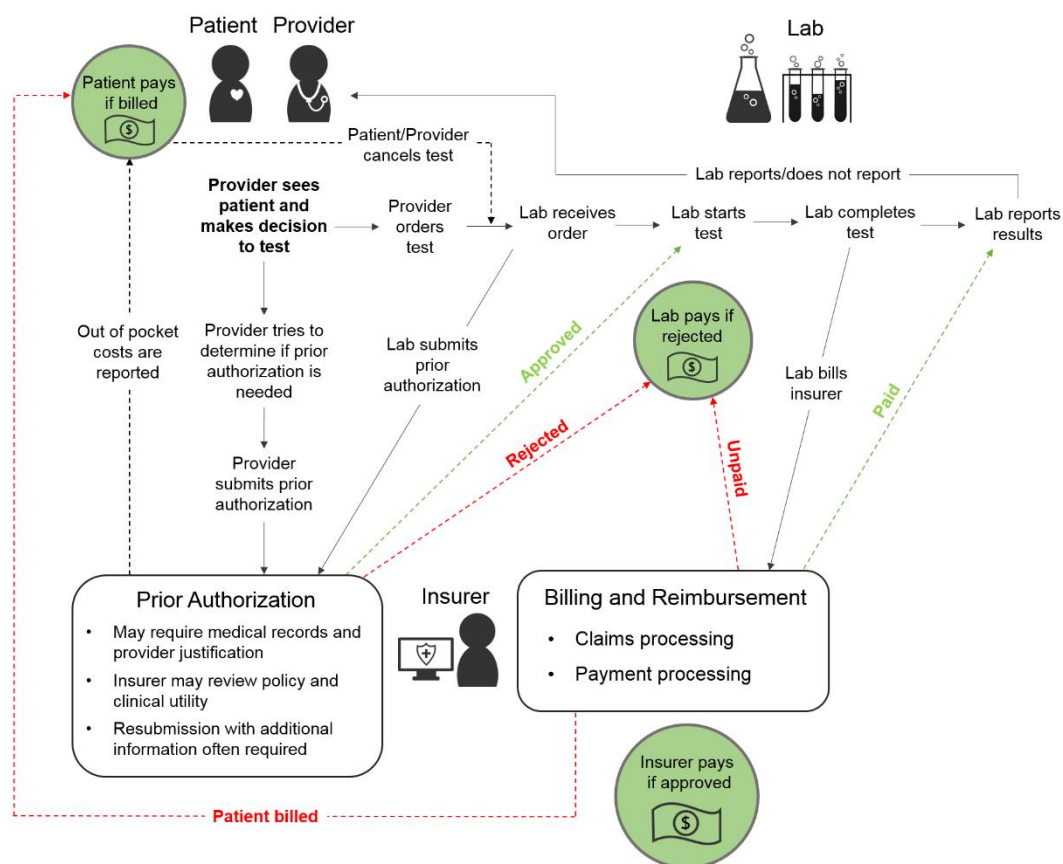 Patient
Provider
Lab
Patient pays
if billed
$
Patient/Provider
cancels test
Lab reports/does not report
Provider sees
patient and
makes decision
to test
Provider
orders
test
Lab receives
order
Lab starts
test
Lab completes
test
Lab reports
results
Out of pocket
costs are
reported
Provider tries to
determine if prior
authorization is
needed
Lab submits
prior
authorization
Approved
Rejected
Lab pays if
rejected
$
Unpaid
Lab bills
insurer
Paid
Provider
submits prior
authorization
Prior Authorization
• May require medical records and
provider justification
• Insurer may review policy and
clinical utility
• Resubmission with additional
information often required
Insurer
Billing and Reimbursement
• Claims processing
• Payment processing
Insurer pays
if approved
$
Patient billed